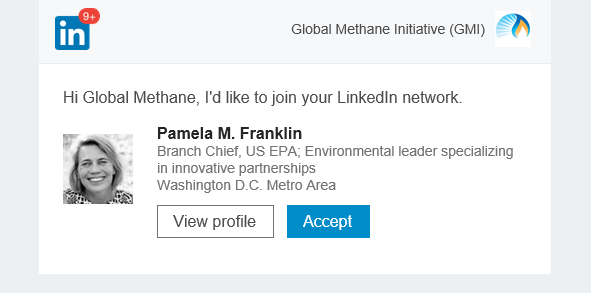 in 9+
Global Methane Initiative (GMI)
Hi Global Methane, I'd like to join your LinkedIn network.
Pamela M. Franklin
Branch Chief, US EPA; Environmental leader specializing
in innovative partnerships
Washington D.C. Metro Area
View profile Accept